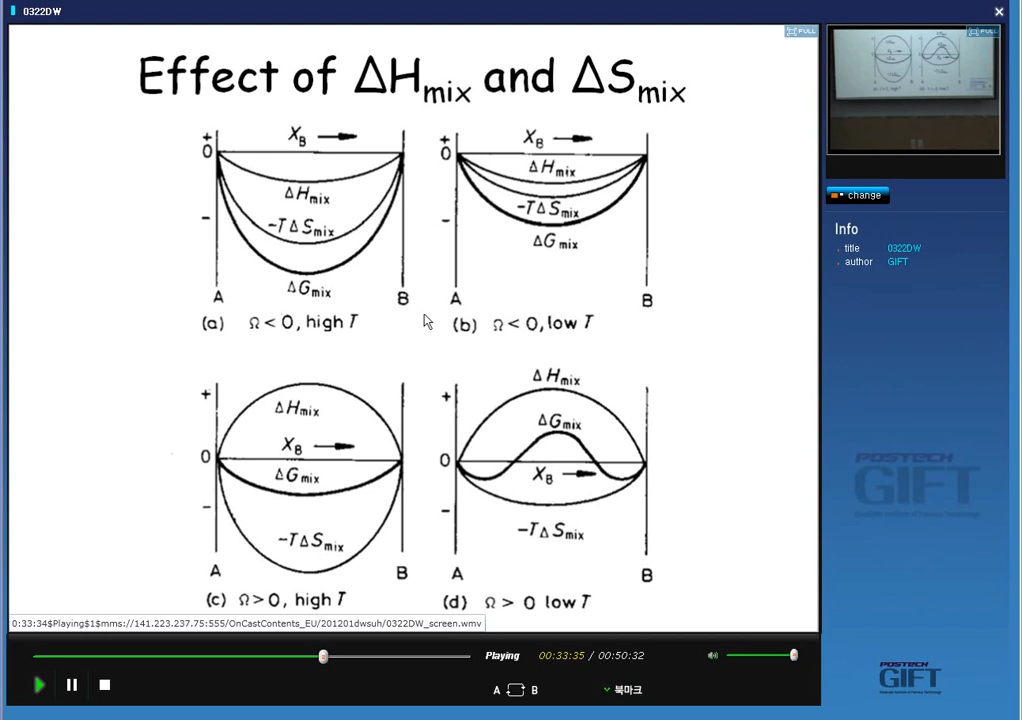 0322DW
FULL
FULL
Effect of ΔHmix and ΔSmix
XB
+
0
ΔHmix
-TΔSmix
-
ΔGmix
A B
(a) Ω < 0, high T
XB
+
0
ΔHmix
-TΔSmix
-
ΔGmix
A B
(b) Ω < 0, low T
+
ΔHmix
XB
0
ΔGmix
-
-TΔSmix
A B
(c) Ω > 0, high T
ΔHmix
+
ΔGmix
0
XB
-
-TΔSmix
A B
(d) Ω > 0 low T
change
Info
title 0322DW
author GIFT
POSTECH
GIFT
0:33:34$Playing$1$mms://141.223.237.75:555/OnCastContents_EU/201201dwsuh/0322DW_screen.wmv
Playing 00:33:35 / 00:50:32
A B
북마크
POSTECH
GIFT